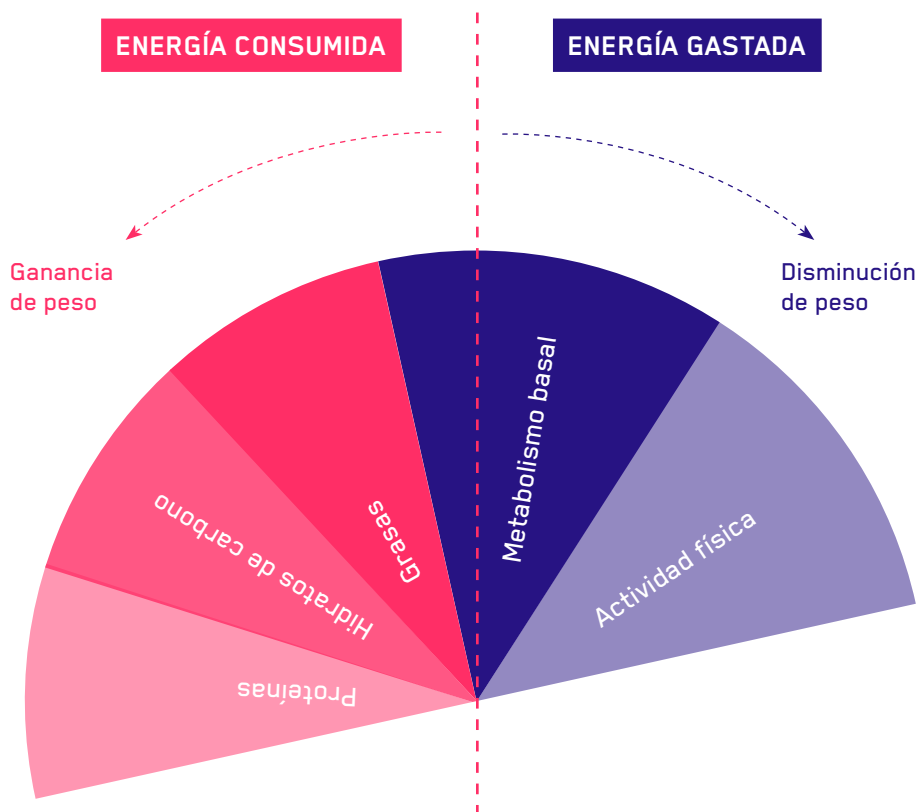 ENERGÍA CONSUMIDA
ENERGÍA GASTADA
Ganancia
de peso
Disminución
de peso
Grasas
Hidratos de carbono
Proteínas
Metabolismo basal
Actividad física